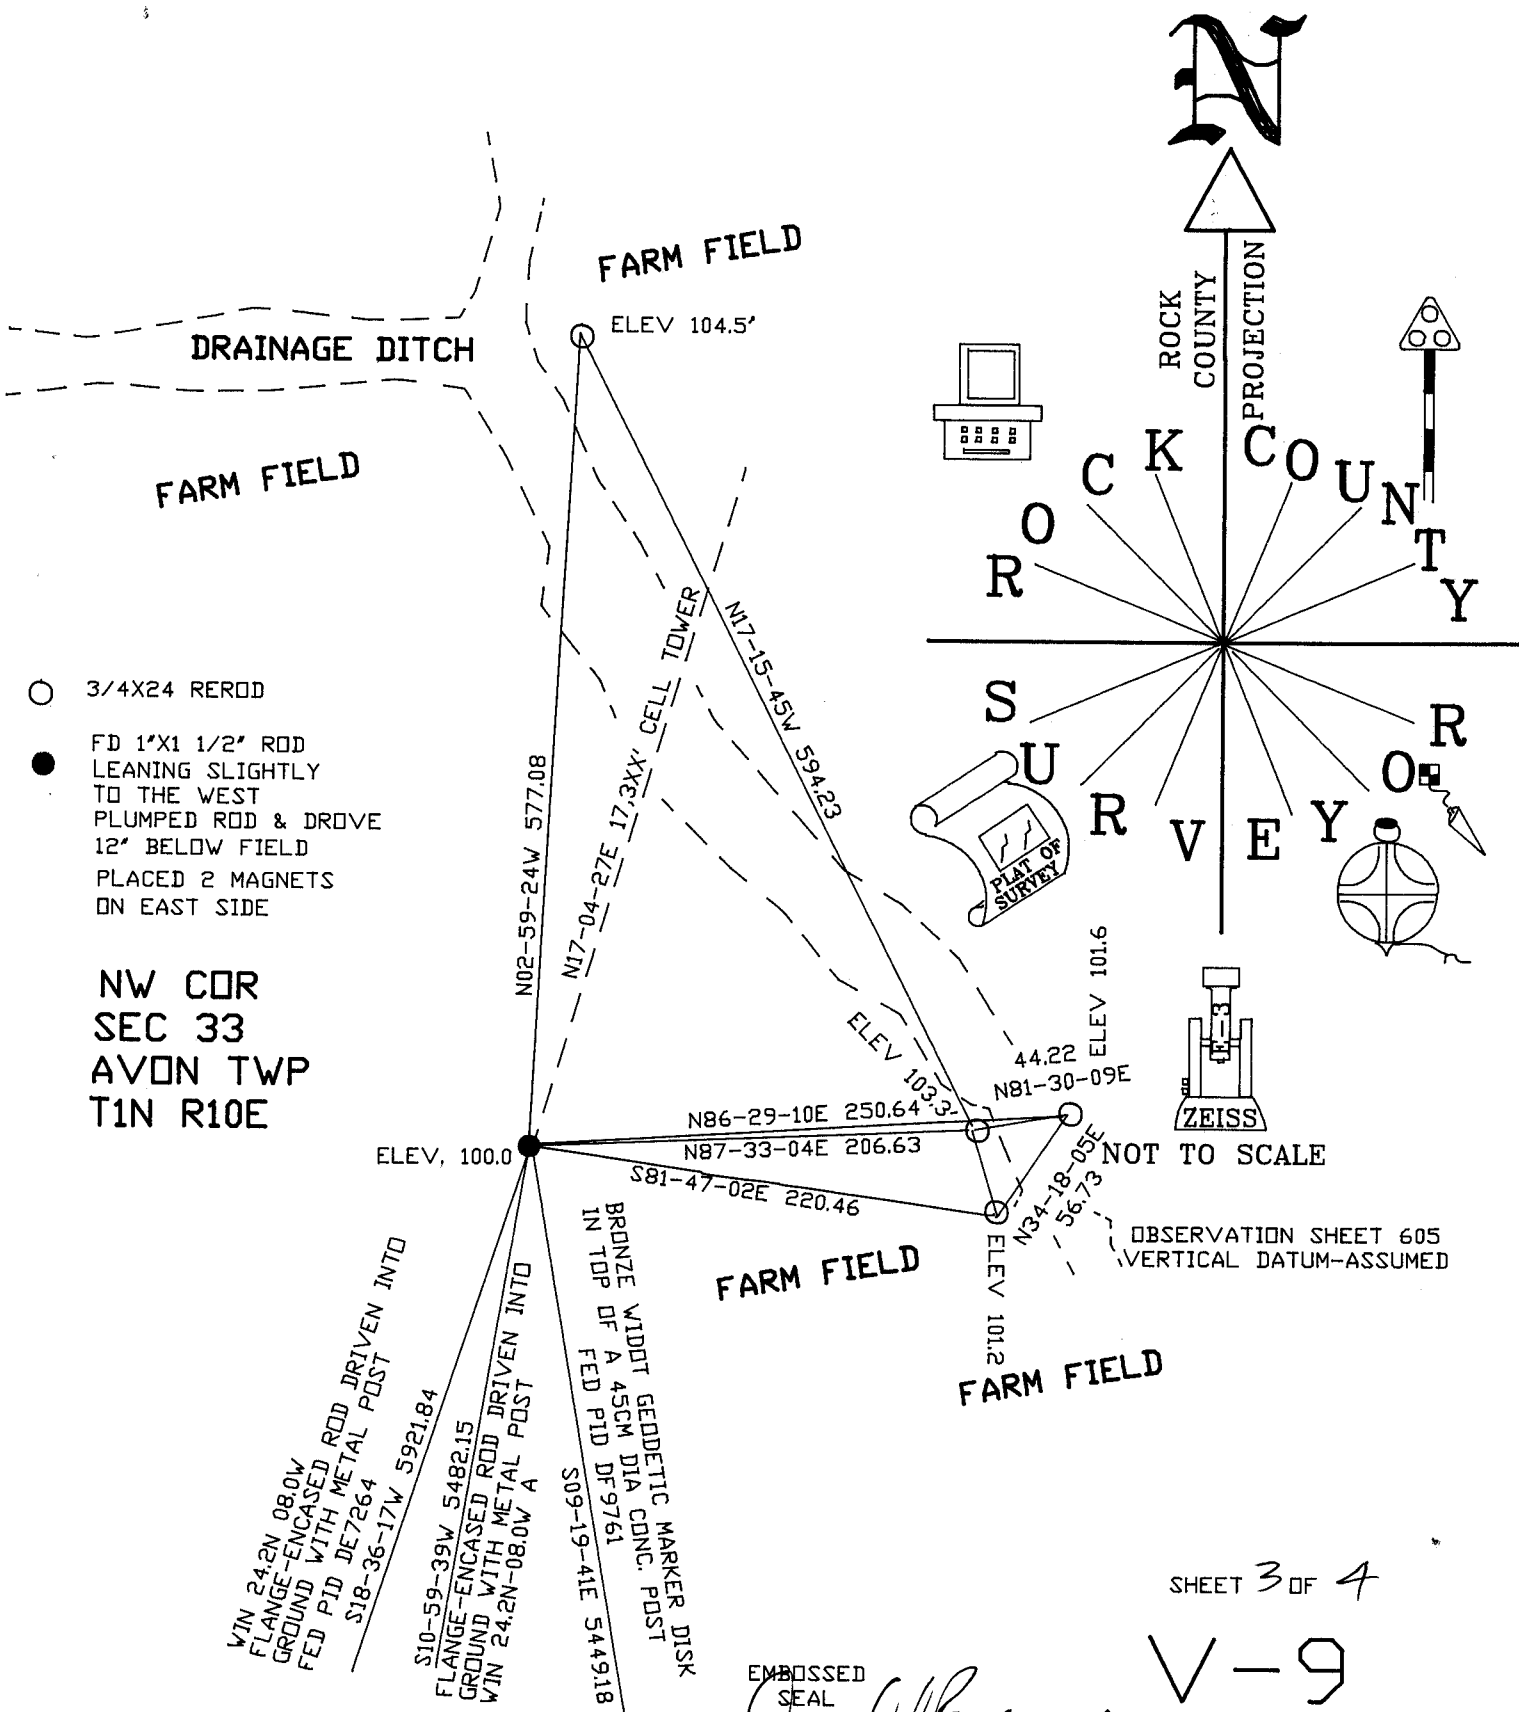 N
ROCK
COUNTY
PROJECTION
FARM FIELD
ELEV 104.5'
DRAINAGE DITCH
FARM FIELD
ROCK COUNTY
SURVEYOR
PLAT OF
SURVEY
ZEISS
H-3
NOT TO SCALE
3/4X24 REROD
FD 1"X1 1/2" ROD
LEANING SLIGHTLY
TO THE WEST
PLUMPED ROD & DROVE
12" BELOW FIELD
PLACED 2 MAGNETS
ON EAST SIDE
NW COR
SEC 33
AVON TWP
T1N R10E
N02-59-24W 577.08
N17-04-27E 17,3XX' CELL TOWER
N17-15-45W 594.23
ELEV 103.3
ELEV 101.6
44.22
N81-30-09E
N86-29-10E 250.64
N87-33-04E 206.63
S81-47-02E 220.46
ELEV, 100.0
N34-18-05E
56.73
ELEV 101.2
OBSERVATION SHEET 605
VERTICAL DATUM-ASSUMED
FARM FIELD
FARM FIELD
WIN 24.2N 08.0W
FLANGE-ENCASED ROD DRIVEN INTO
GROUND WITH METAL POST
FED PID DE7264
S18-36-17W 5921.84
S10-59-39W 5482.15
FLANGE-ENCASED ROD DRIVEN INTO
GROUND WITH METAL POST
WIN 24.2N-08.0W A
BRONZE WIDOT GEODETIC MARKER DISK
IN TOP OF A 45CM DIA CONC. POST
FED PID DF9761
S09-19-41E 5449.18
SHEET 3 OF 4
V-9
EMBOSSED
SEAL